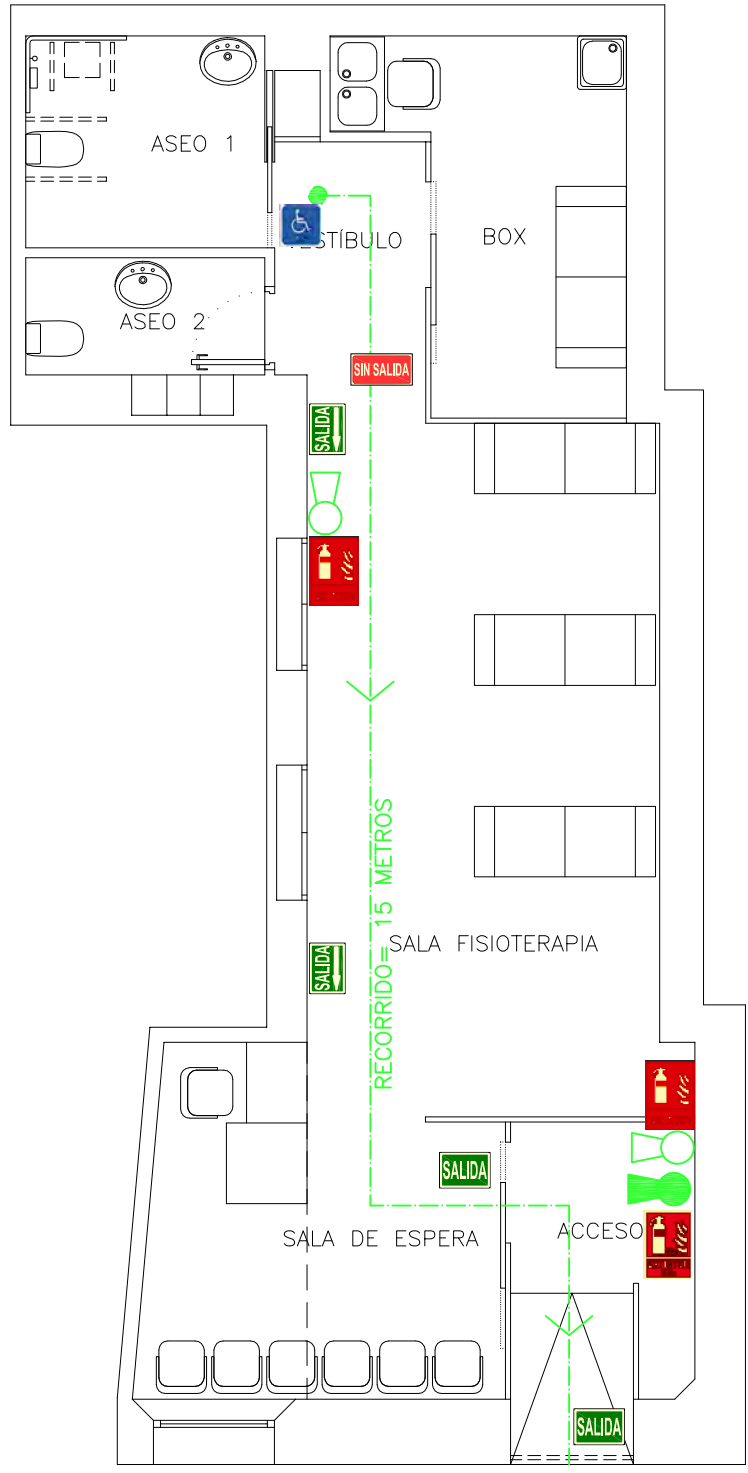 ASEO 1
VESTÍBULO
BOX
ASEO 2
SIN SALIDA
SALIDA
RECORRIDO= 15 METROS
SALA FISIOTERAPIA
SALIDA
SALIDA
SALA DE ESPERA
ACCESO
SALIDA